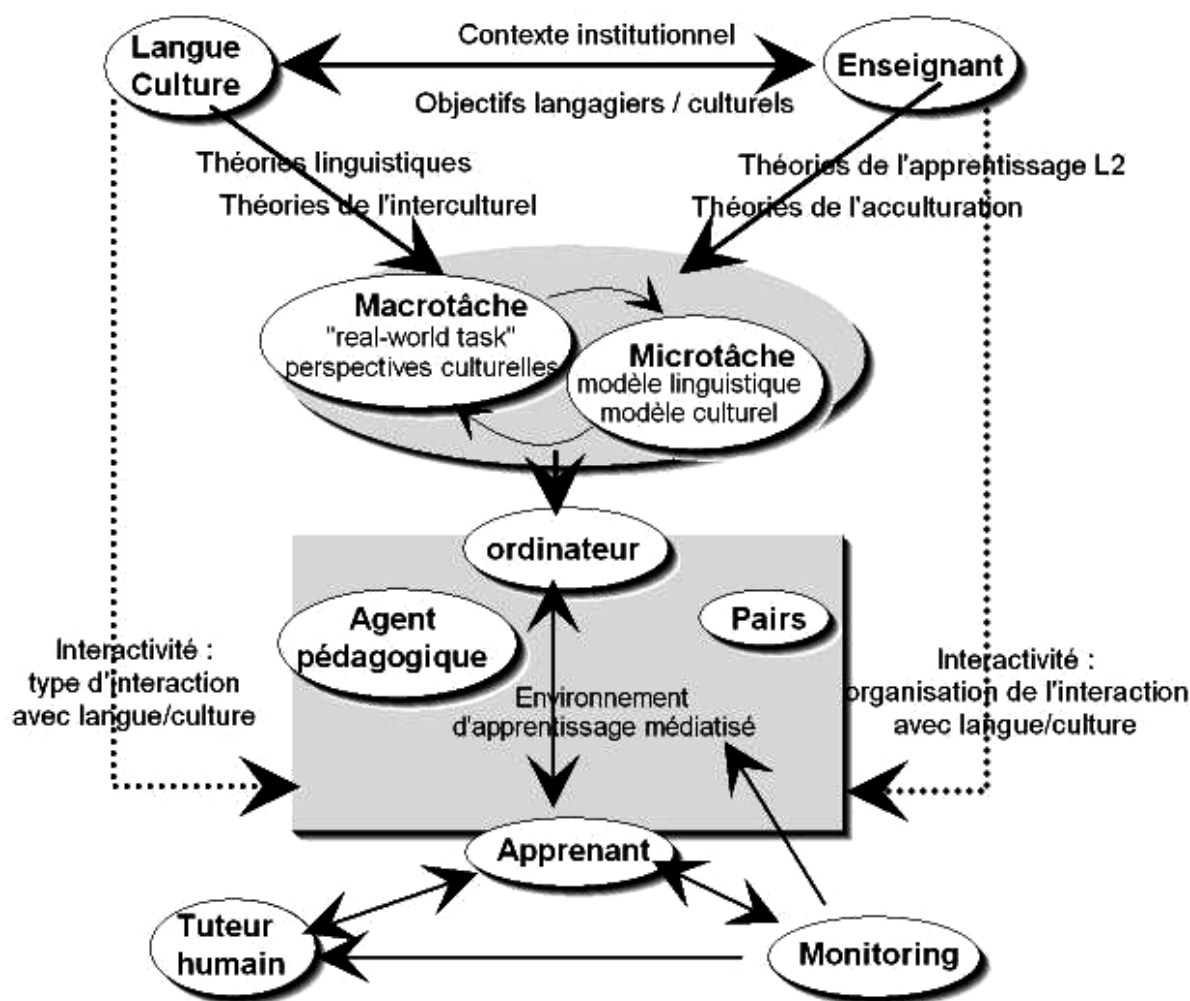 Langue
Culture
Contexte institutionnel
Enseignant
Objectifs langagiers / culturels
Théories linguistiques
Théories de l'interculturel
Théories de l'apprentissage L2
Théories de l'acculturation
Macrotâche
"real-world task"
perspectives culturelles
Microtâche
modèle linguistique
modèle culturel
ordinateur
Agent
pédagogique
Pairs
Interactivité :
type d'interaction
avec langue/culture
Environnement
d'apprentissage médiatisé
Interactivité :
organisation de l'interaction
avec langue/culture
Apprenant
Tuteur
humain
Monitoring